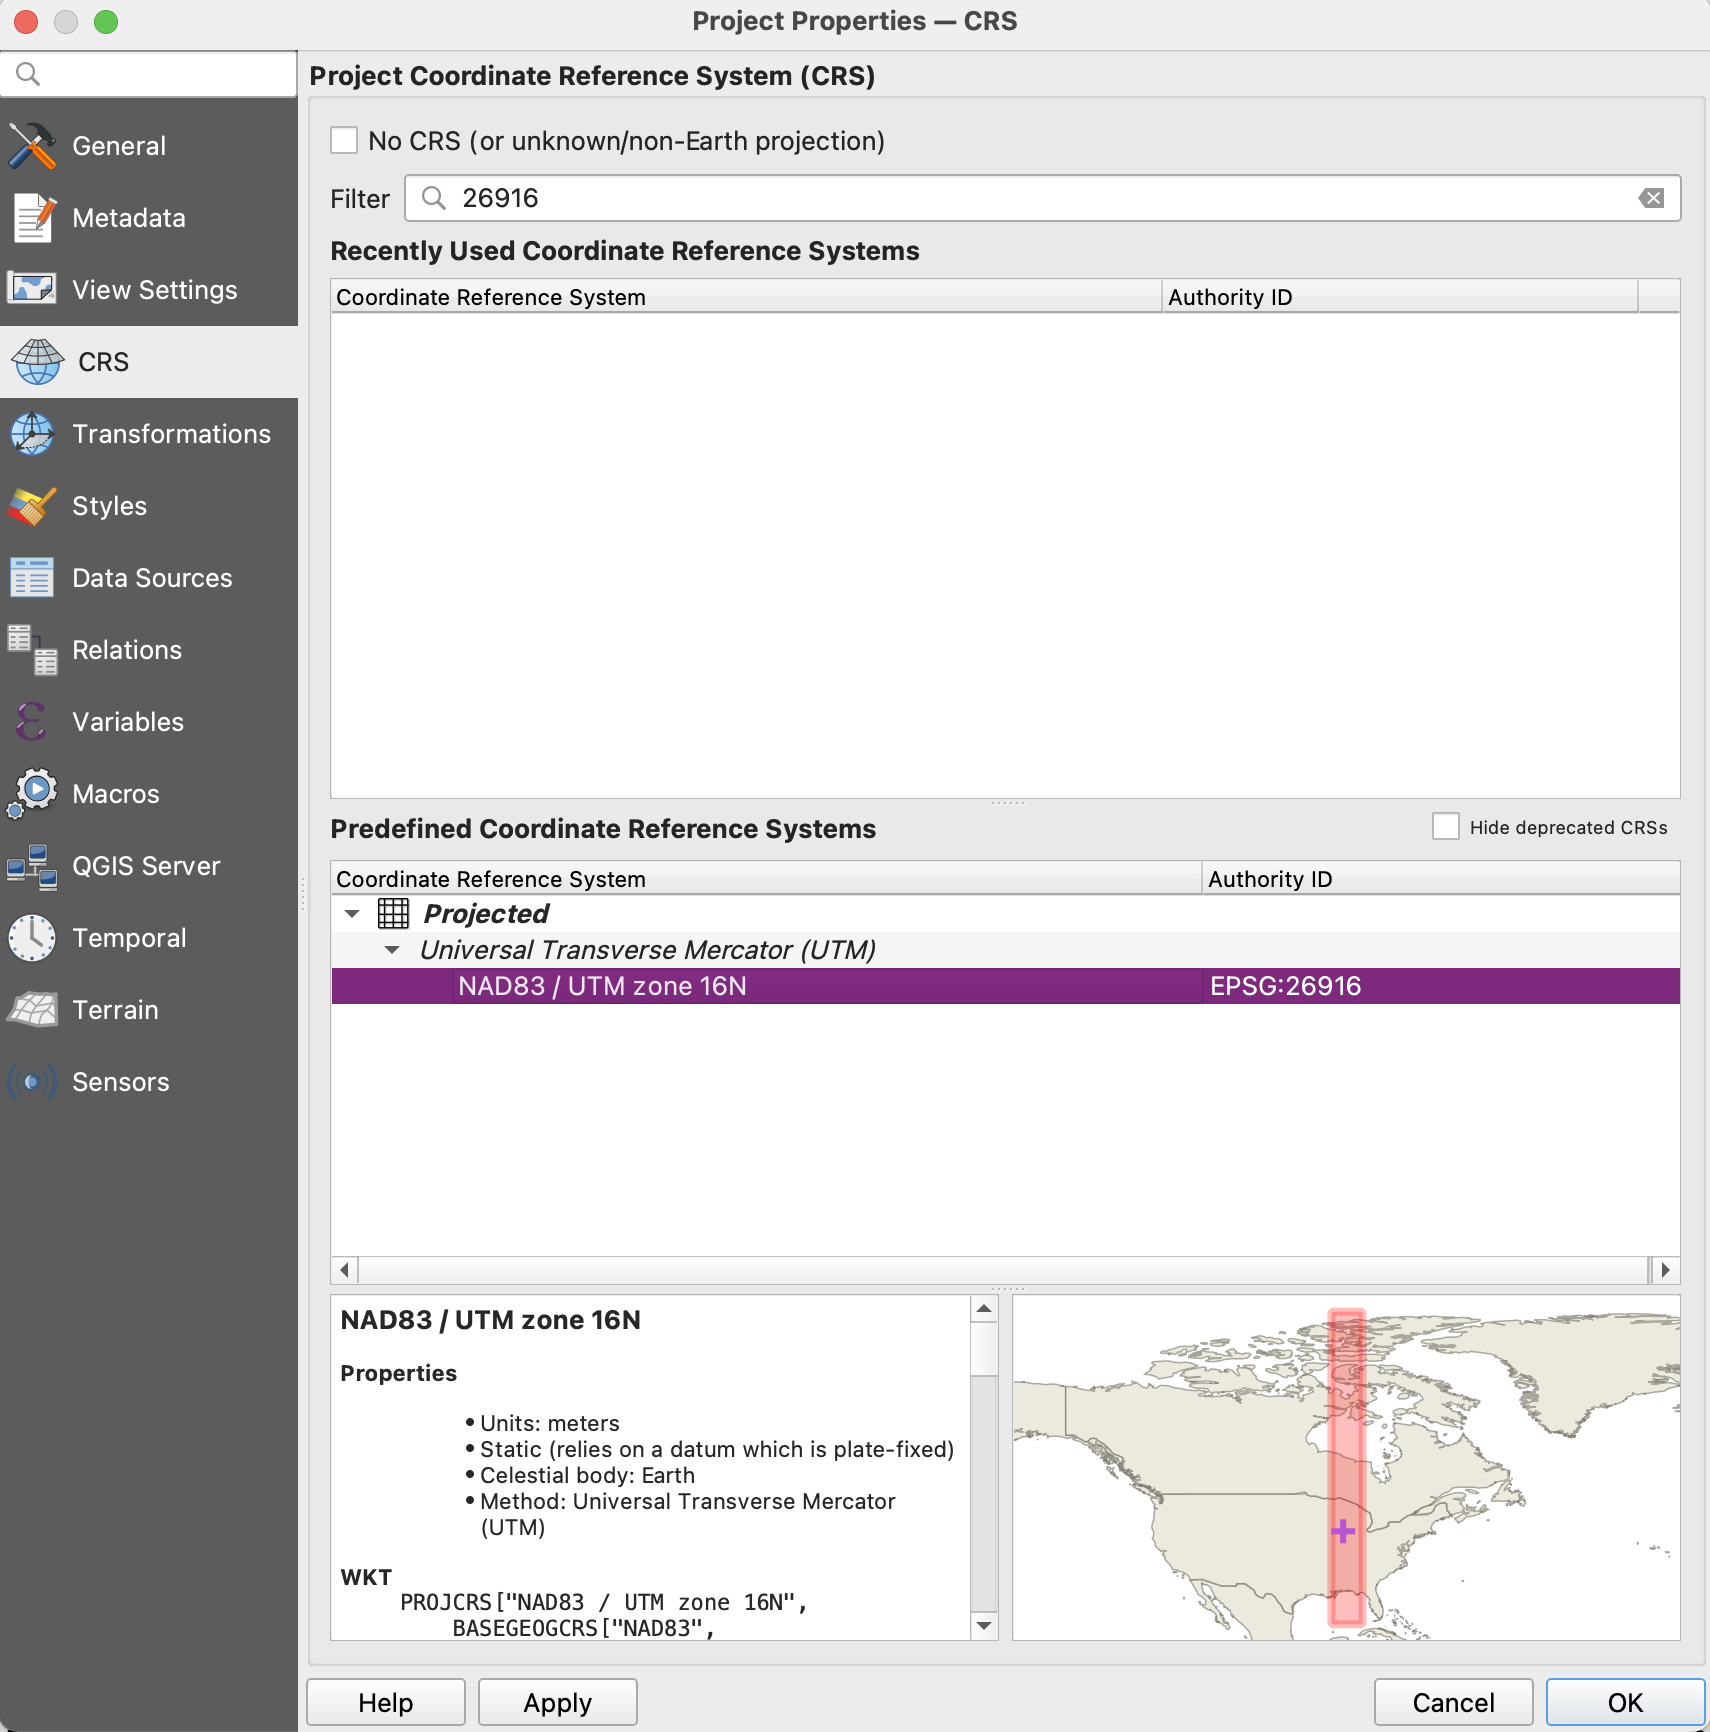 Project Properties — CRS
Project Coordinate Reference System (CRS)
General
Metadata
View Settings
CRS
Transformations
Styles
Data Sources
Relations
Variables
Macros
QGIS Server
Temporal
Terrain
Sensors
No CRS (or unknown/non-Earth projection)
Filter 26916
Recently Used Coordinate Reference Systems
Coordinate Reference System Authority ID
Predefined Coordinate Reference Systems Hide deprecated CRSs
Coordinate Reference System Authority ID
Projected
Universal Transverse Mercator (UTM)
NAD83 / UTM zone 16N EPSG:26916
NAD83 / UTM zone 16N
Properties
• Units: meters
• Static (relies on a datum which is plate-fixed)
• Celestial body: Earth
• Method: Universal Transverse Mercator
(UTM)
WKT
PROJCRS["NAD83 / UTM zone 16N",
BASEGEOGCRS["NAD83",
Help Apply Cancel OK